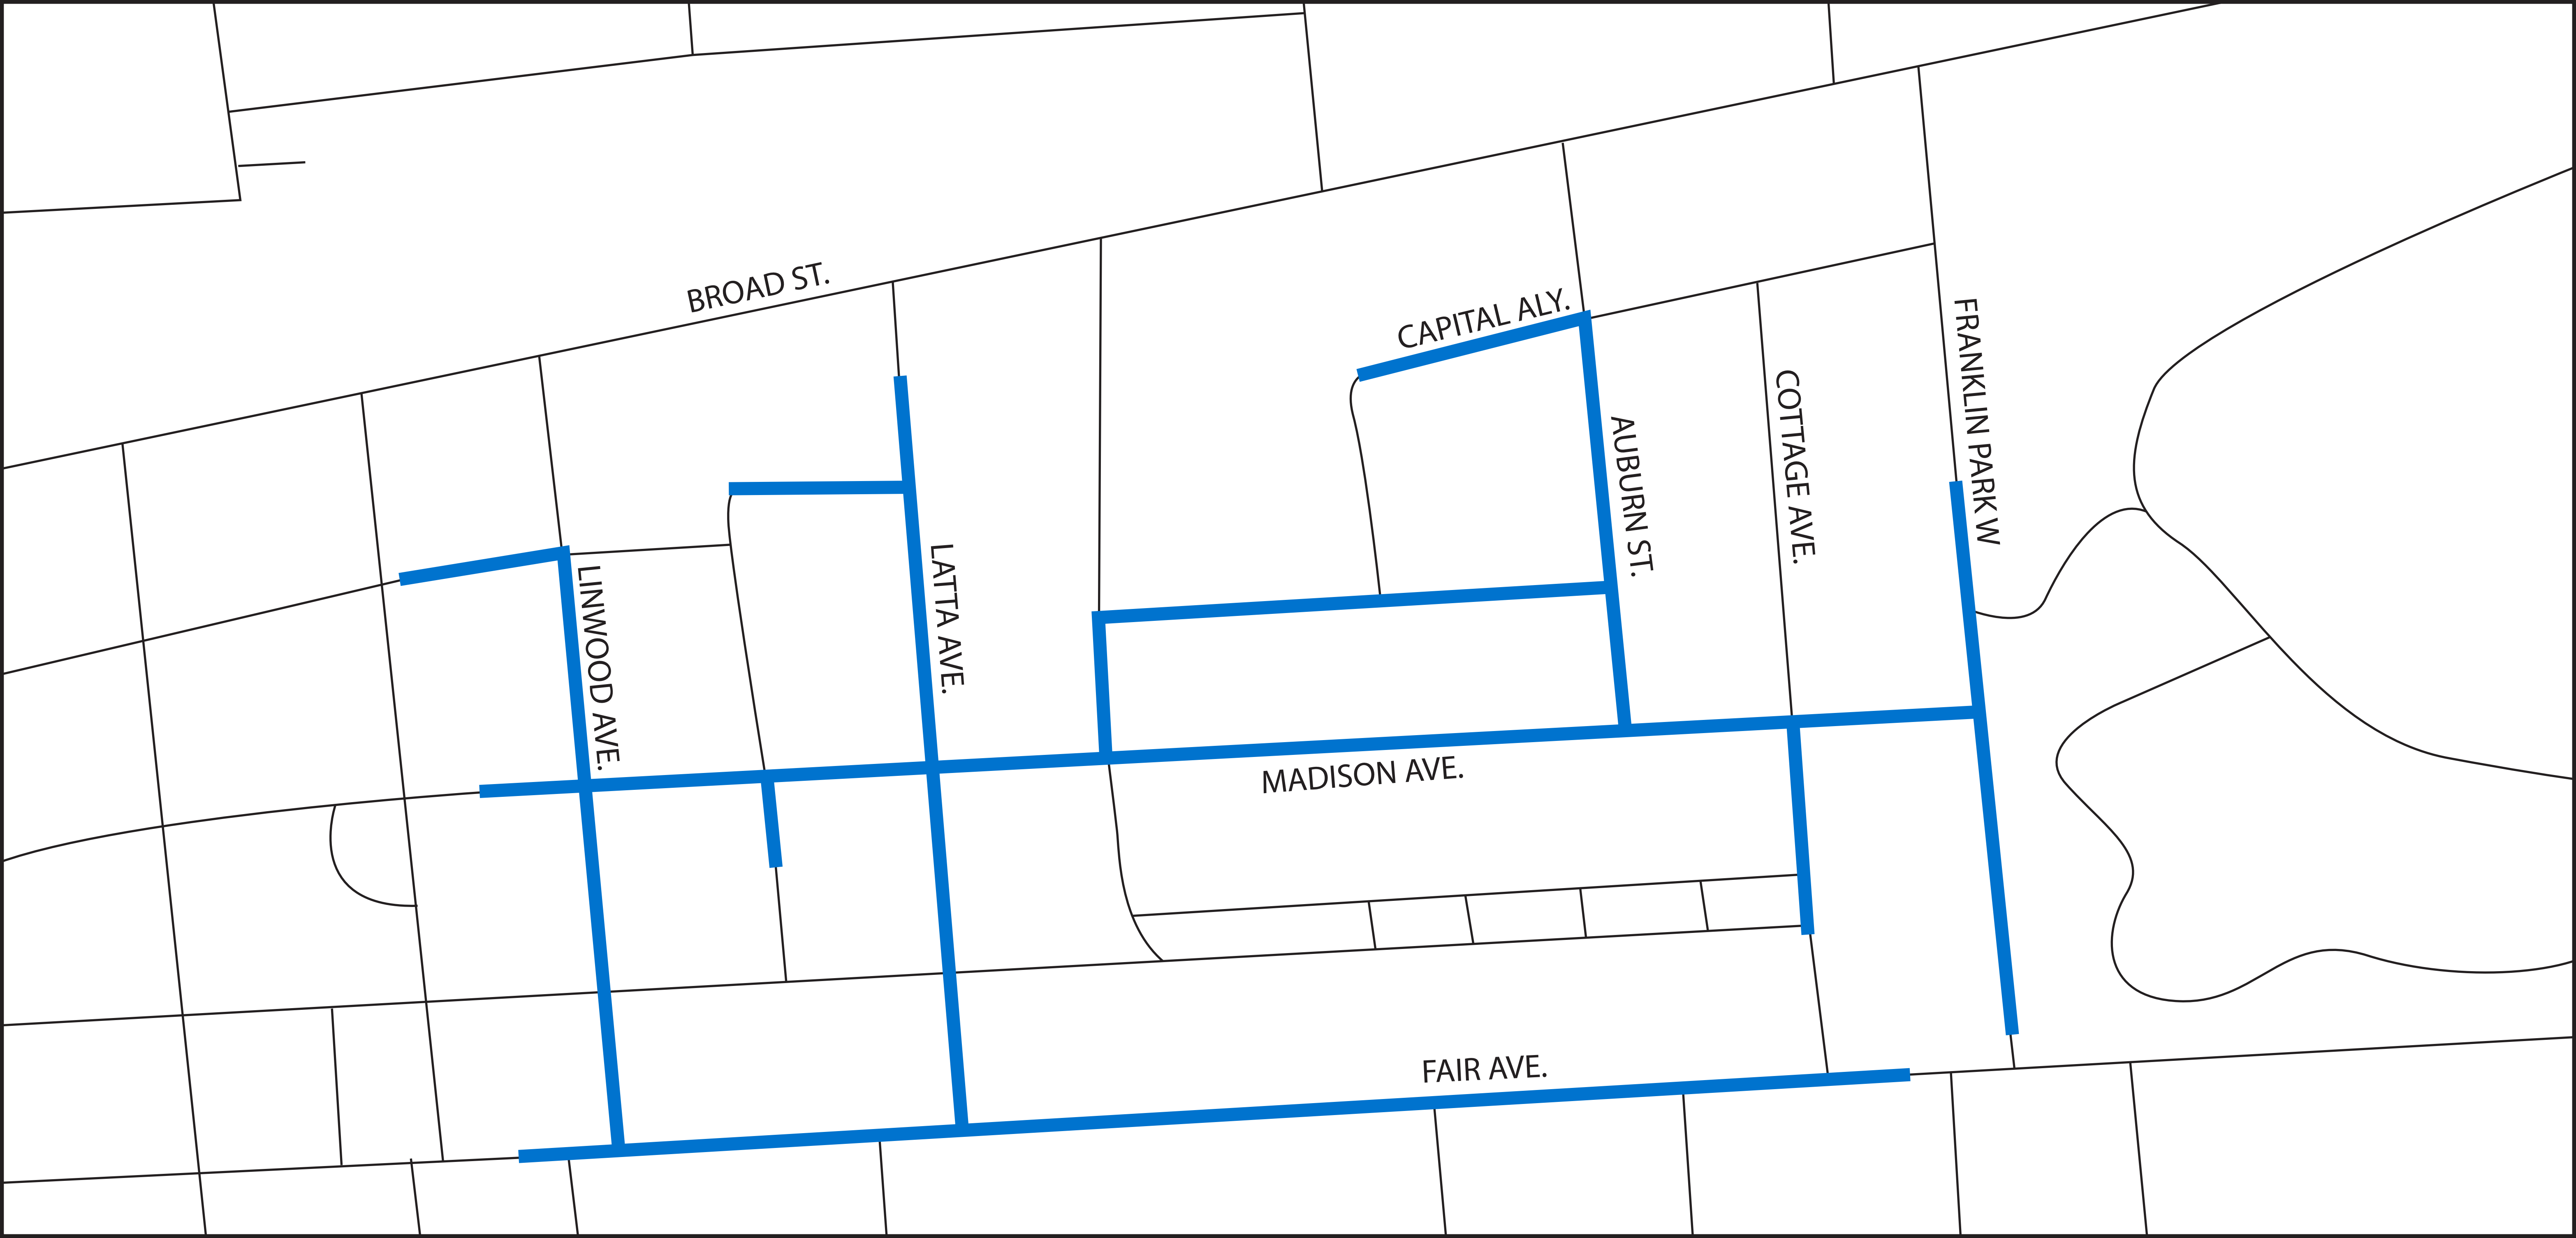 BROAD ST.
CAPITAL ALY.
FRANKLIN PARK W
COTTAGE AVE.
AUBURN ST.
LATTA AVE.
LINWOOD AVE.
MADISON AVE.
FAIR AVE.